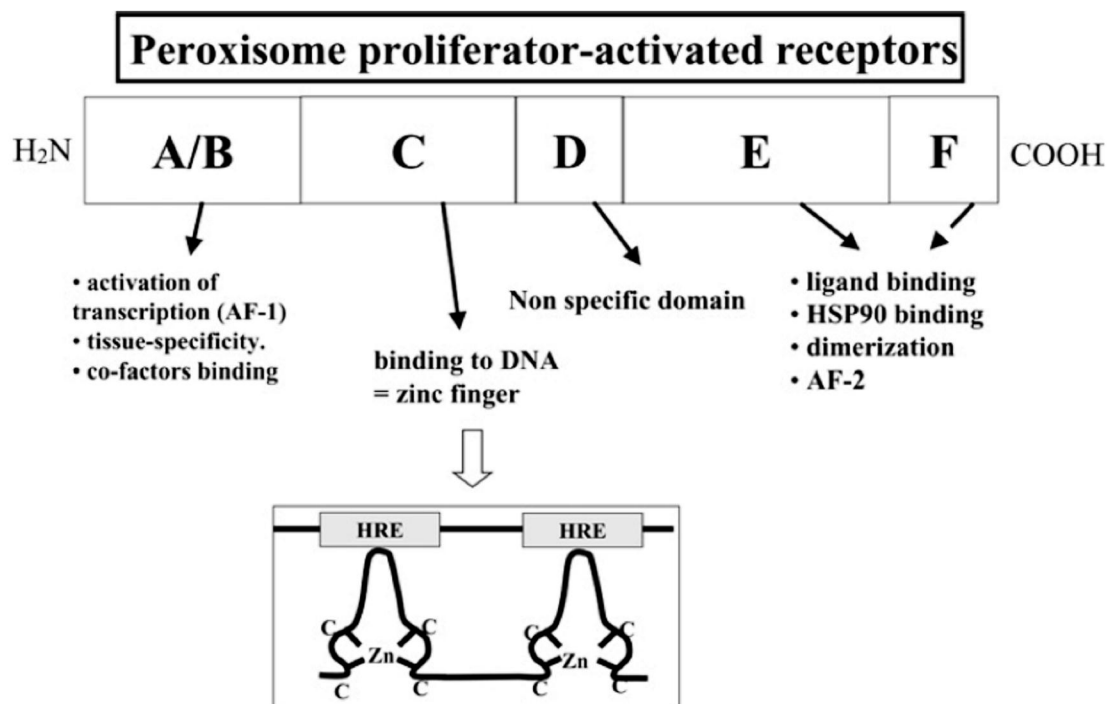 Peroxisome proliferator-activated receptors
H₂N A/B C D E F COOH
• activation of
transcription (AF-1)
• tissue-specificity.
• co-factors binding
binding to DNA
= zinc finger
Non specific domain
• ligand binding
• HSP90 binding
• dimerization
• AF-2
HRE HRE
C C C C
Zn Zn
C C C C